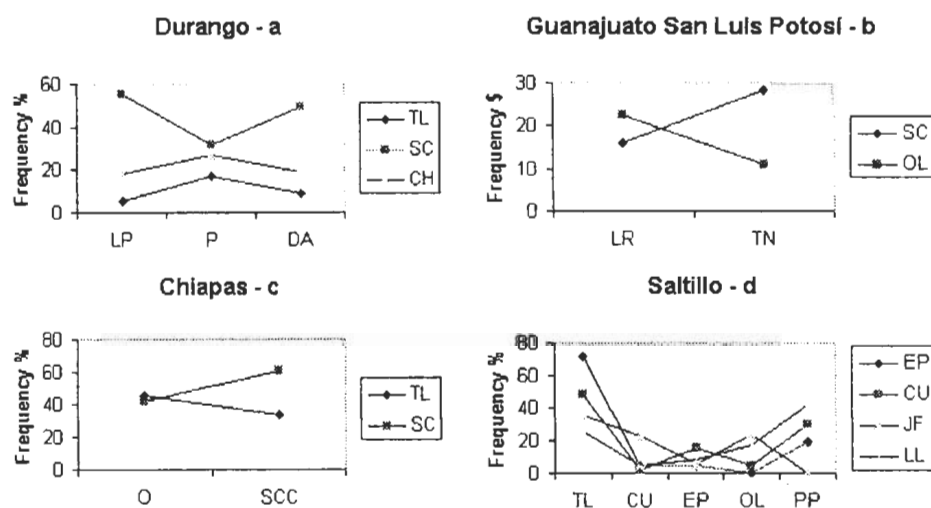 Durango - a
Frequency %
60
40
20
0
LP P DA
TL
SC
CH
Guanajuato San Luis Potosí - b
Frequency $
30
20
10
0
LR TN
SC
OL
Chiapas - c
Frequency %
80
60
40
20
0
O SCC
TL
SC
Saltillo - d
Frequency %
80
60
40
20
0
TL CU EP OL PP
EP
CU
JF
LL